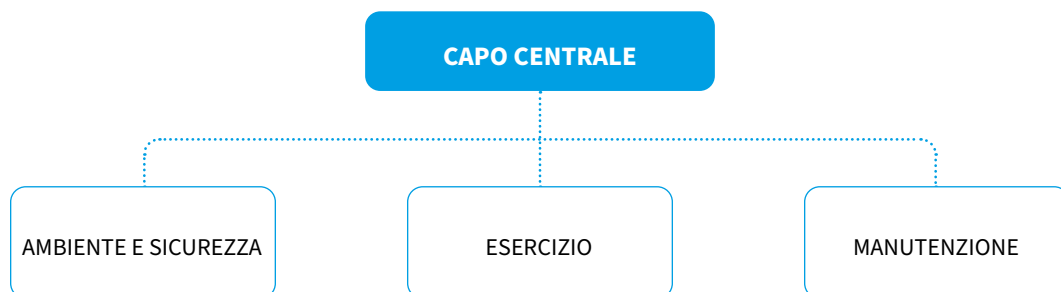 CAPO CENTRALE
AMBIENTE E SICUREZZA
ESERCIZIO
MANUTENZIONE